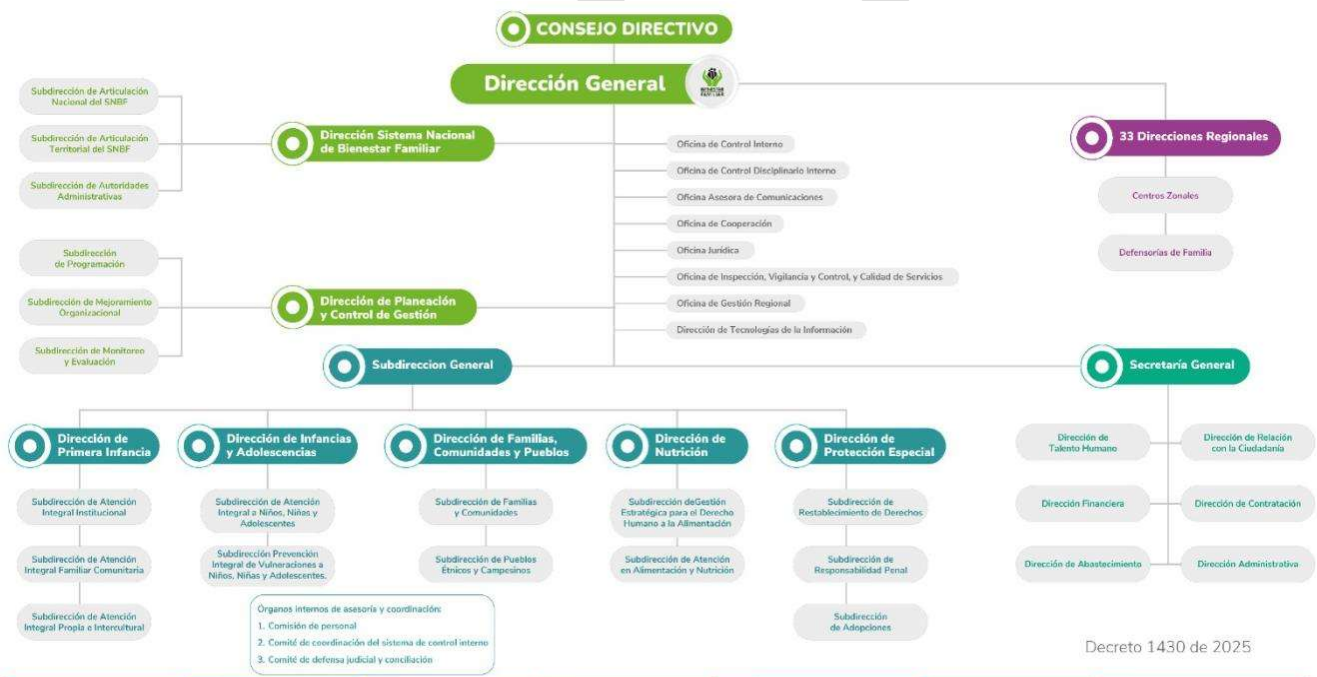 CONSEJO DIRECTIVO
Dirección General
BIENESTAR
FAMILIAR
Subdirección de Articulación
Nacional del SNBF
Subdirección de Articulación
Territorial del SNBF
Subdirección de Autoridades
Administrativas
Dirección Sistema Nacional
de Bienestar Familiar
Subdirección
de Programación
Subdirección de Mejoramiento
Organizacional
Subdirección de Monitoreo
y Evaluación
Dirección de Planeación
y Control de Gestión
Oficina de Control Interno
Oficina de Control Disciplinario Interno
Oficina Asesora de Comunicaciones
Oficina de Cooperación
Oficina Jurídica
Oficina de Inspección, Vigilancia y Control, y Calidad de Servicios
Oficina de Gestión Regional
Dirección de Tecnologías de la Información
33 Direcciones Regionales
Centros Zonales
Defensorías de Familia
Subdireccion General
Secretaría General
Dirección de
Primera Infancia
Subdirección de Atención
Integral Institucional
Subdirección de Atención
Integral Familiar Comunitaria
Subdirección de Atención
Integral Propia e Intercultural
Dirección de Infancias
y Adolescencias
Subdirección de Atención
Integral a Niños, Niñas y
Adolescentes
Subdirección Prevención
Integral de Vulneraciones a
Niños, Niñas y Adolescentes.
Dirección de Familias,
Comunidades y Pueblos
Subdirección de Familias
y Comunidades
Subdirección de Pueblos
Étnicos y Campesinos
Dirección de
Nutrición
Subdirección deGestión
Estratégica para el Derecho
Humano a la Alimentación
Subdirección de Atención
en Alimentación y Nutrición
Dirección de
Protección Especial
Subdirección de
Restablecimiento de Derechos
Subdirección de
Responsabilidad Penal
Subdirección
de Adopciones
Dirección de
Talento Humano
Dirección de Relación
con la Ciudadanía
Dirección Financiera
Dirección de Contratación
Dirección de Abastecimiento
Dirección Administrativa
Órganos internos de asesoría y coordinación:
1. Comisión de personal
2. Comité de coordinación del sistema de control interno
3. Comité de defensa judicial y conciliación
Decreto 1430 de 2025